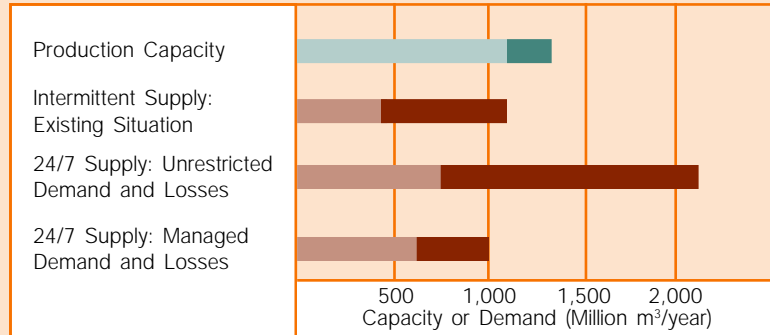 Production Capacity
Intermittent Supply:
Existing Situation
24/7 Supply: Unrestricted
Demand and Losses
24/7 Supply: Managed
Demand and Losses
500 1,000 1,500 2,000
Capacity or Demand (Million m³/year)